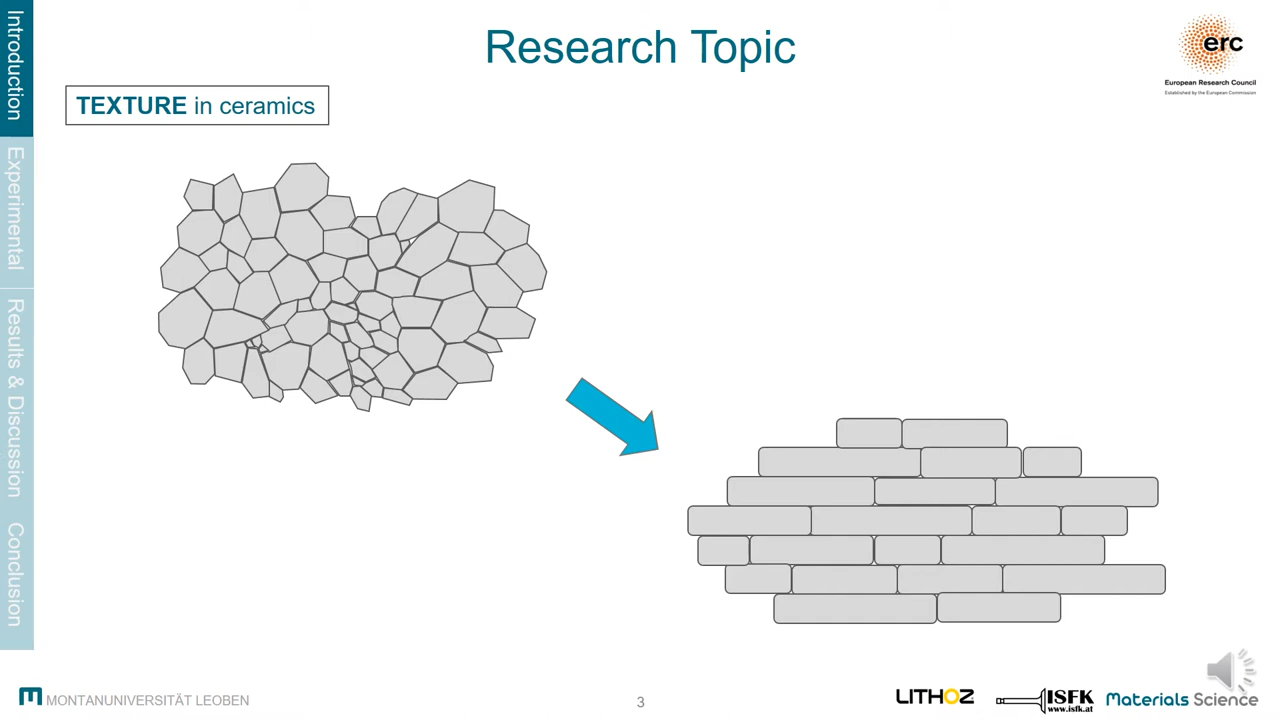 Research Topic
erc
European Research Council
Established by the European Commission
TEXTURE in ceramics
Introduction
Experimental
Results & Discussion
Conclusion
MONTANUNIVERSITÄT LEOBEN
3
LITHOZ
ISFK
www.isfk.at
Materials Science